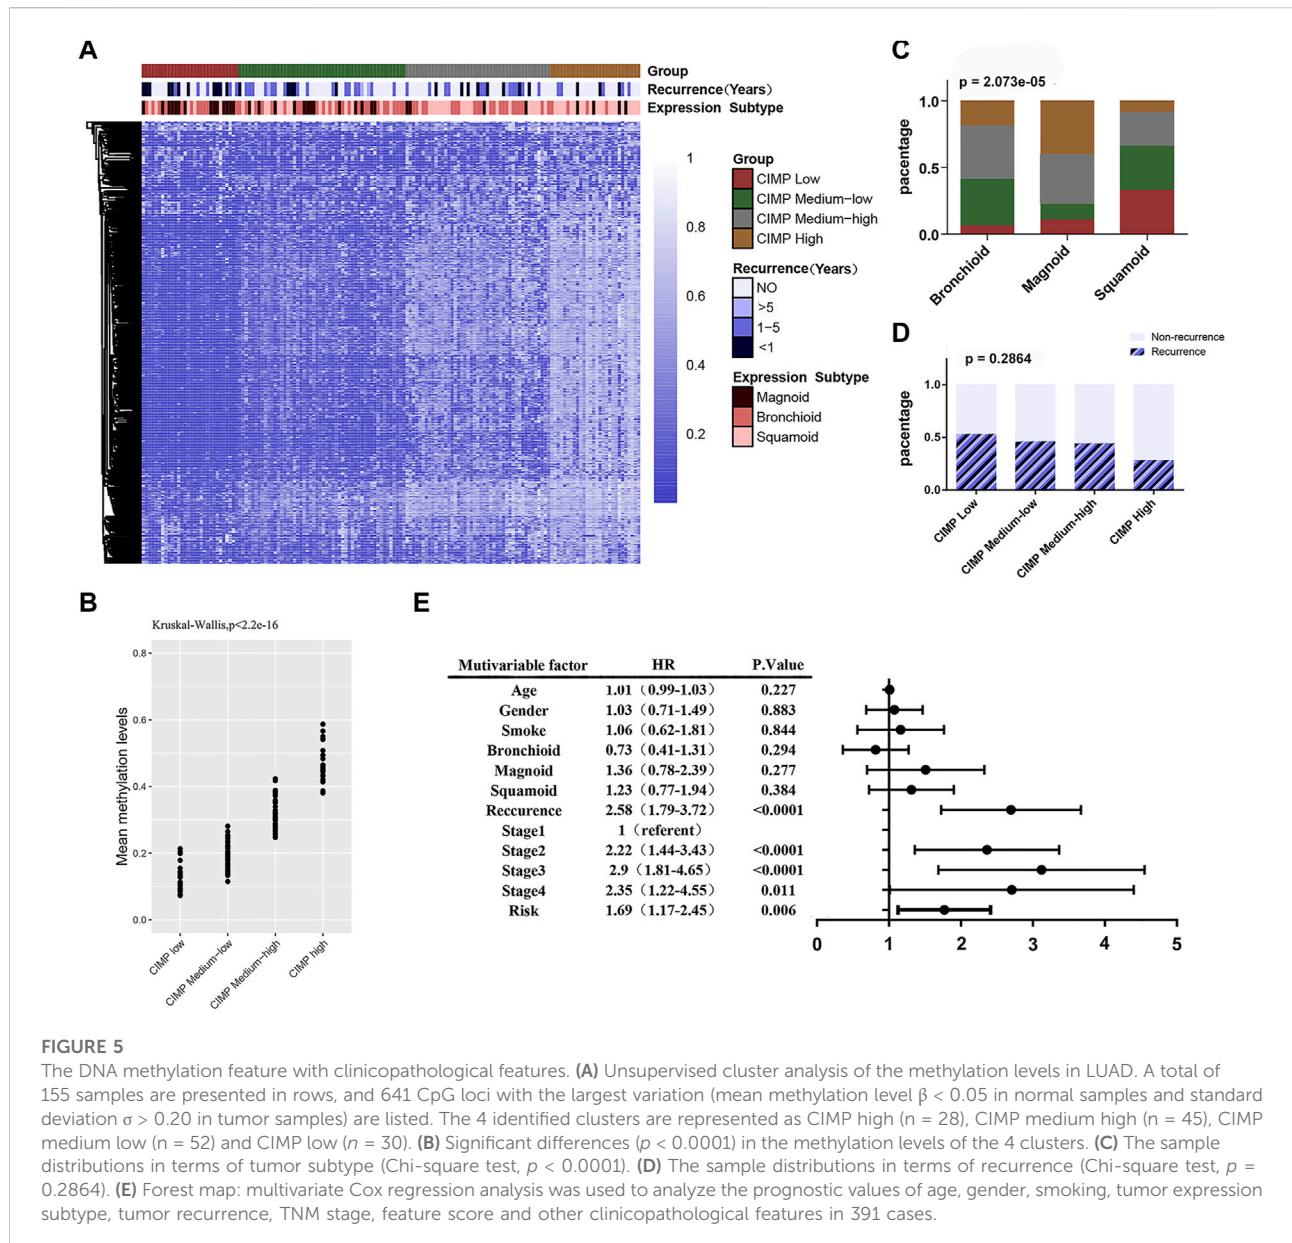 A
Group
Recurrence(Years)
Expression Subtype
1
0.8
0.6
0.4
0.2
Group
CIMP Low
CIMP Medium-low
CIMP Medium-high
CIMP High
Recurrence(Years)
NO
>5
1-5
<1
Expression Subtype
Magnoid
Bronchioid
Squamoid
C
p = 2.073e-05
pacentage
1.0
0.5
0.0
Bronchioid
Magnoid
Squamoid
D
Non-recurrence
Recurrence
p = 0.2864
pacentage
1.0
0.5
0.0
CIMP Low
CIMP Medium-low
CIMP Medium-high
CIMP High
B
Kruskal-Wallis,p<2.2e-16
Mean methylation levels
0.8
0.6
0.4
0.2
0.0
CIMP low
CIMP Medium-low
CIMP Medium-high
CIMP high
E
Mutivariable factor HR P.Value
Age 1.01 (0.99-1.03) 0.227
Gender 1.03 (0.71-1.49) 0.883
Smoke 1.06 (0.62-1.81) 0.844
Bronchioid 0.73 (0.41-1.31) 0.294
Magnoid 1.36 (0.78-2.39) 0.277
Squamoid 1.23 (0.77-1.94) 0.384
Reccurence 2.58 (1.79-3.72) <0.0001
Stage1 1 (referent)
Stage2 2.22 (1.44-3.43) <0.0001
Stage3 2.9 (1.81-4.65) <0.0001
Stage4 2.35 (1.22-4.55) 0.011
Risk 1.69 (1.17-2.45) 0.006
0 1 2 3 4 5
FIGURE 5
The DNA methylation feature with clinicopathological features. (A) Unsupervised cluster analysis of the methylation levels in LUAD. A total of
155 samples are presented in rows, and 641 CpG loci with the largest variation (mean methylation level β < 0.05 in normal samples and standard
deviation σ > 0.20 in tumor samples) are listed. The 4 identified clusters are represented as CIMP high (n = 28), CIMP medium high (n = 45), CIMP
medium low (n = 52) and CIMP low (n = 30). (B) Significant differences (p < 0.0001) in the methylation levels of the 4 clusters. (C) The sample
distributions in terms of tumor subtype (Chi-square test, p < 0.0001). (D) The sample distributions in terms of recurrence (Chi-square test, p =
0.2864). (E) Forest map: multivariate Cox regression analysis was used to analyze the prognostic values of age, gender, smoking, tumor expression
subtype, tumor recurrence, TNM stage, feature score and other clinicopathological features in 391 cases.